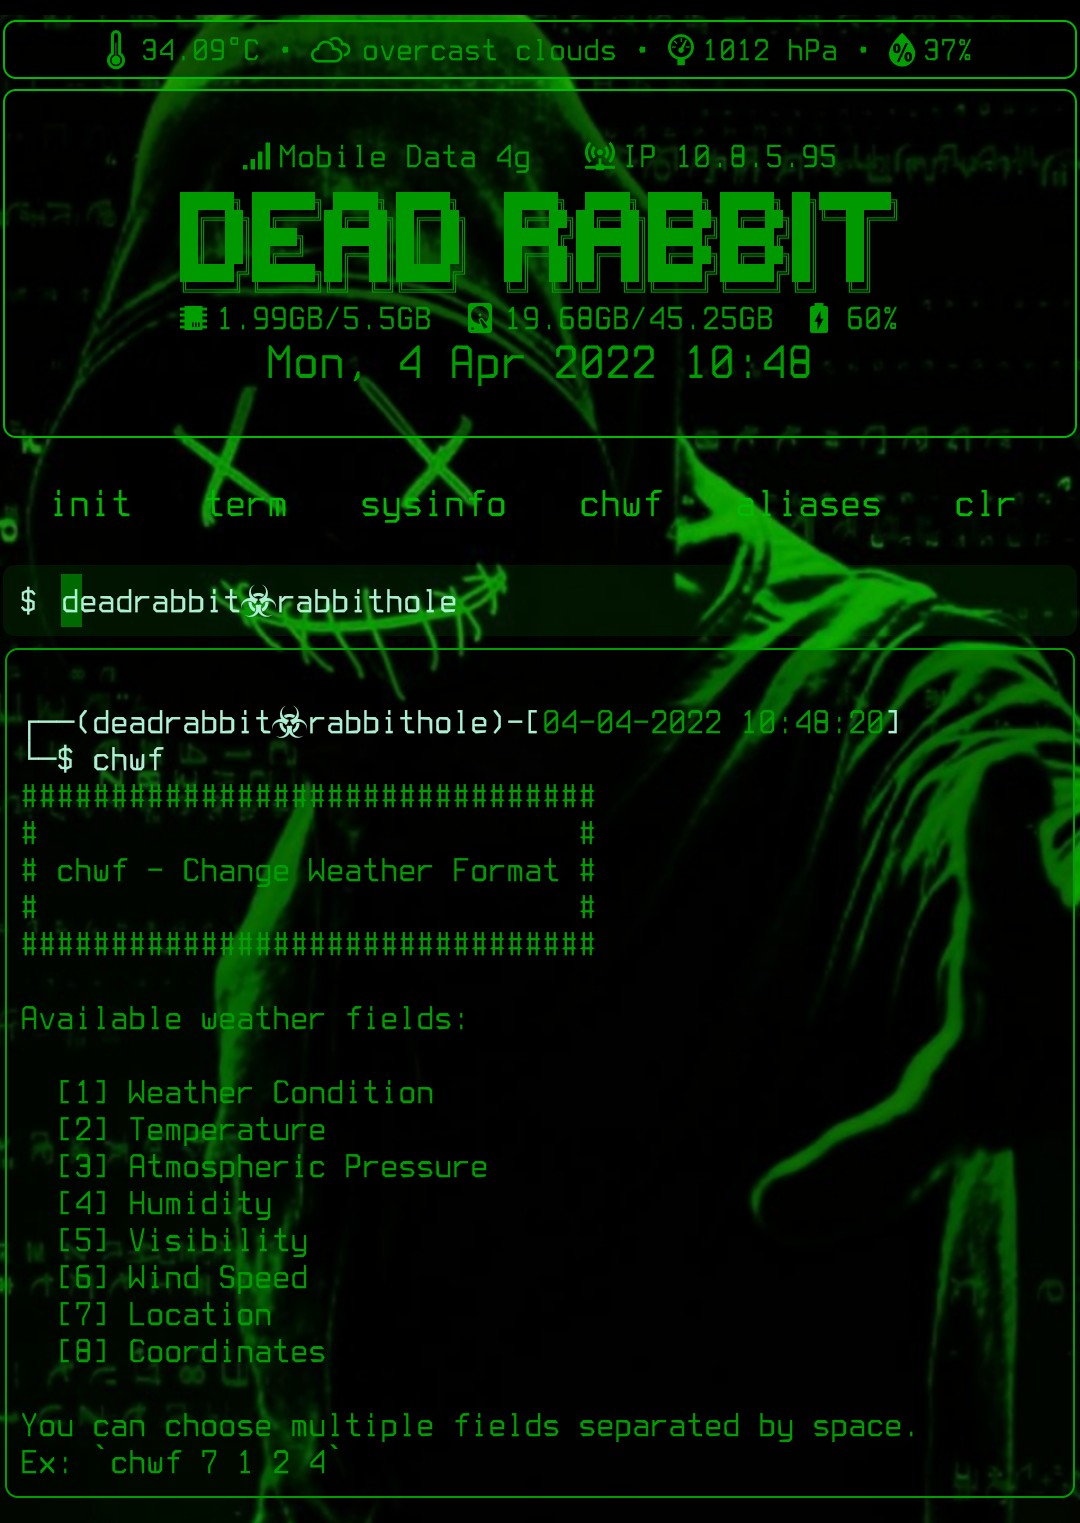 34.09°C • overcast clouds • 1012 hPa • 37%
Mobile Data 4g IP 10.8.5.95
DEAD RABBIT
1.99GB/5.5GB 19.68GB/45.25GB 60%
Mon, 4 Apr 2022 10:48
init term sysinfo chwf aliases clr
$ deadrabbit☣rabbithole
┌──(deadrabbit☣rabbithole)-[04-04-2022 10:48:20]
└─$ chwf
################################
#                              #
# chwf - Change Weather Format #
#                              #
################################
Available weather fields:
[1] Weather Condition
[2] Temperature
[3] Atmospheric Pressure
[4] Humidity
[5] Visibility
[6] Wind Speed
[7] Location
[8] Coordinates
You can choose multiple fields separated by space.
Ex: `chwf 7 1 2 4`